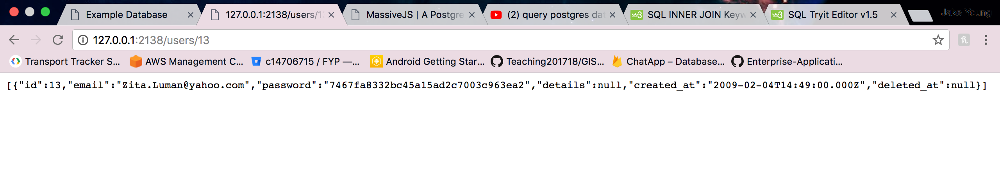 Example Database
127.0.0.1:2138/users/13
MassiveJS | A Postgre
(2) query postgres dat
SQL INNER JOIN Keyw
SQL Tryit Editor v1.5
Jake Young
127.0.0.1:2138/users/13
Transport Tracker S...
AWS Management C...
c14706715 / FYP —...
Android Getting Star...
Teaching201718/GIS...
ChatApp – Database...
Enterprise-Applicati...
[{"id":13,"email":"Zita.Luman@yahoo.com","password":"7467fa8332bc45a15ad2c7003c963ea2","details":null,"created_at":"2009-02-04T14:49:00.000Z","deleted_at":null}]